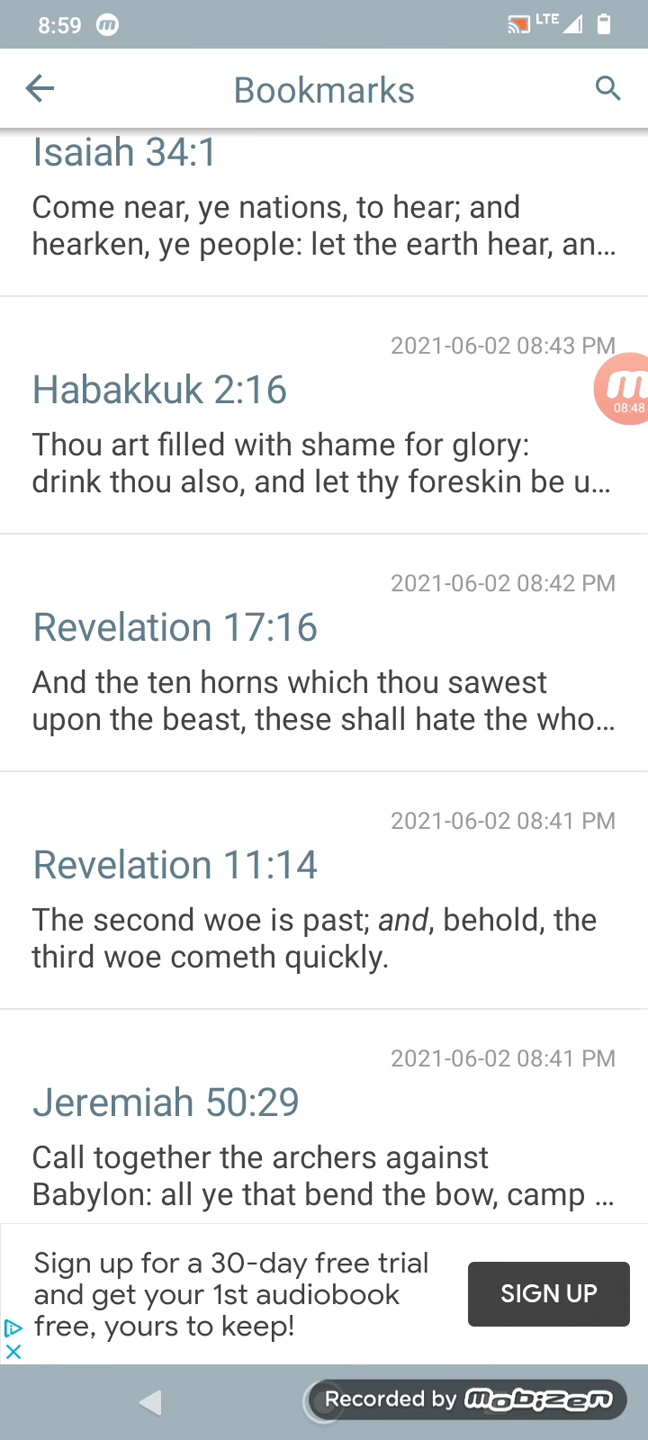 8:59
LTE
Bookmarks
Isaiah 34:1
Come near, ye nations, to hear; and
hearken, ye people: let the earth hear, an...
2021-06-02 08:43 PM
Habakkuk 2:16
08:48
Thou art filled with shame for glory:
drink thou also, and let thy foreskin be u...
2021-06-02 08:42 PM
Revelation 17:16
And the ten horns which thou sawest
upon the beast, these shall hate the who...
2021-06-02 08:41 PM
Revelation 11:14
The second woe is past; and, behold, the
third woe cometh quickly.
2021-06-02 08:41 PM
Jeremiah 50:29
Call together the archers against
Babylon: all ye that bend the bow, camp ...
Sign up for a 30-day free trial
and get your 1st audiobook
free, yours to keep!
SIGN UP
Recorded by mobizen